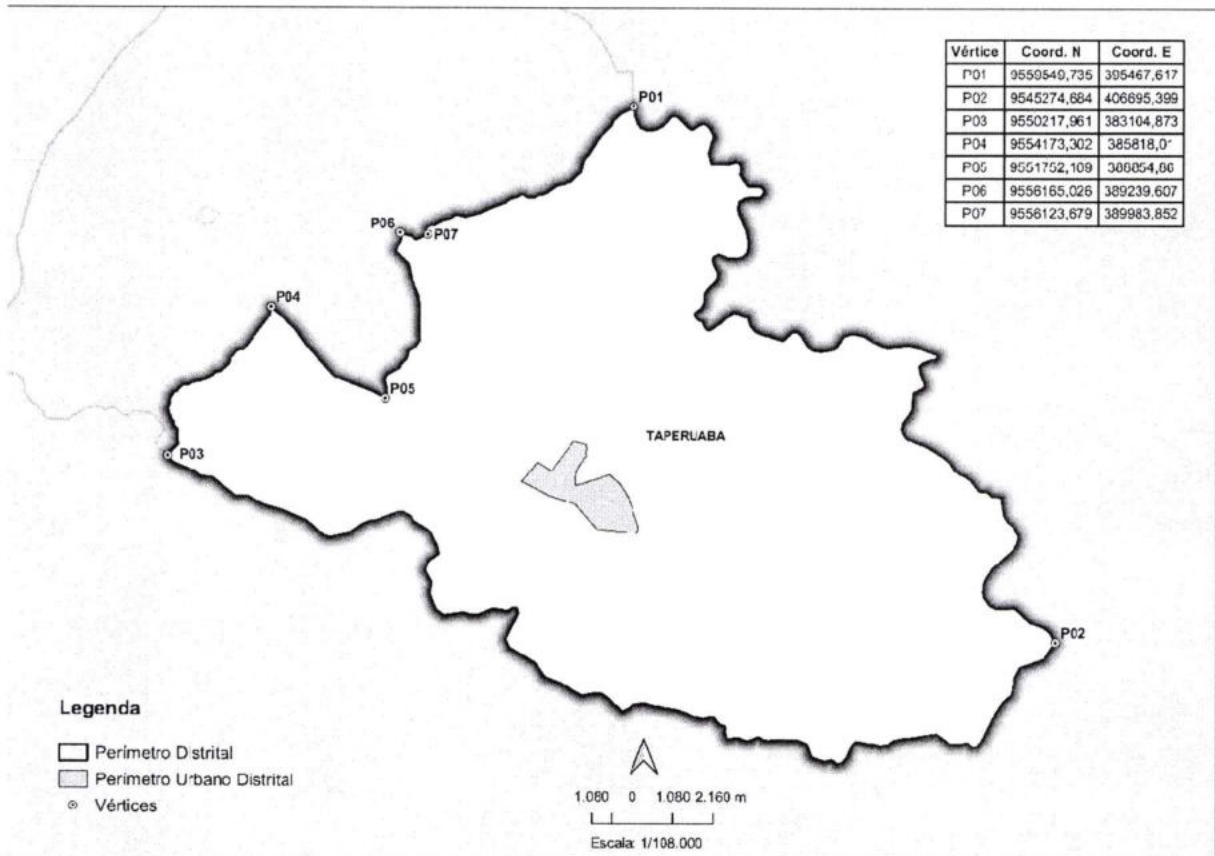 Vértice Coord. N Coord. E
P01 9559549,735 395467,617
P02 9545274,684 406695,399
P03 9550217,961 383104,873
P04 9554173,302 385818,0
P05 9551752,109
P06 9556165,026 389239,607
P07 9556123,679 389983,852
P01
P06
P07
P04
P05
P03
TAPERUABA
P02
Legenda
Perímetro Distrital
Perímetro Urbano Distrital
Vértices
1.080 0 1.080 2.160 m
Escala: 1/108.000